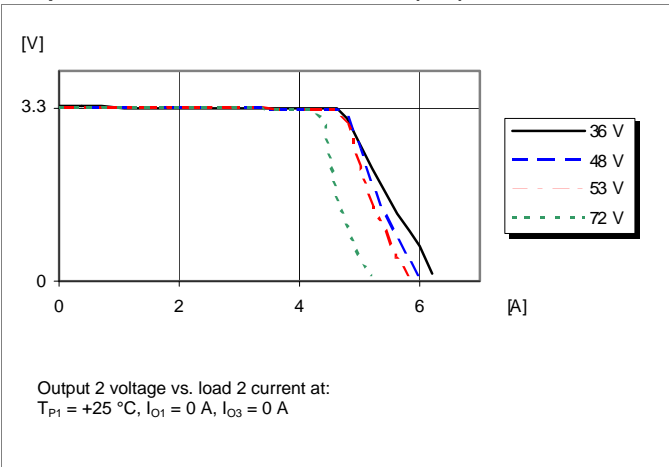 [V]
3.3
0
0
2
4
6
[A]
36 V
48 V
53 V
72 V
Output 2 voltage vs. load 2 current at:
TP1 = +25 °C, IO1 = 0 A, IO3 = 0 A